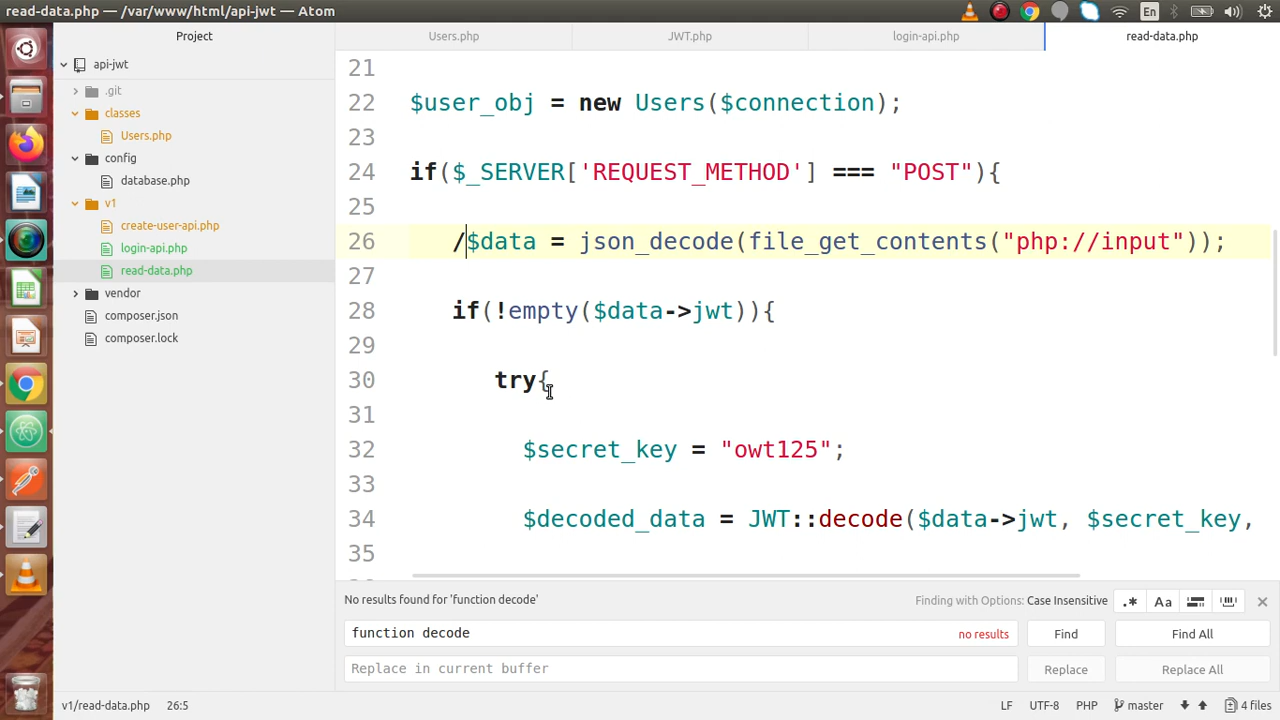 read-data.php — /var/www/html/api-jwt — Atom
En
Project
Users.php
JWT.php
login-api.php
read-data.php
api-jwt
.git
classes
Users.php
config
database.php
v1
create-user-api.php
login-api.php
read-data.php
vendor
composer.json
composer.lock
21
22 $user_obj = new Users($connection);
23
24 if($_SERVER['REQUEST_METHOD'] === "POST"){
25
26 /$data = json_decode(file_get_contents("php://input"));
27
28 if(!empty($data->jwt)){
29
30 try{
31
32 $secret_key = "owt125";
33
34 $decoded_data = JWT::decode($data->jwt, $secret_key,
35
No results found for 'function decode'
Finding with Options: Case Insensitive
.*
Aa
function decode
no results
Find
Find All
Replace in current buffer
Replace
Replace All
v1/read-data.php 26:5
LF
UTF-8
PHP
master
4 files